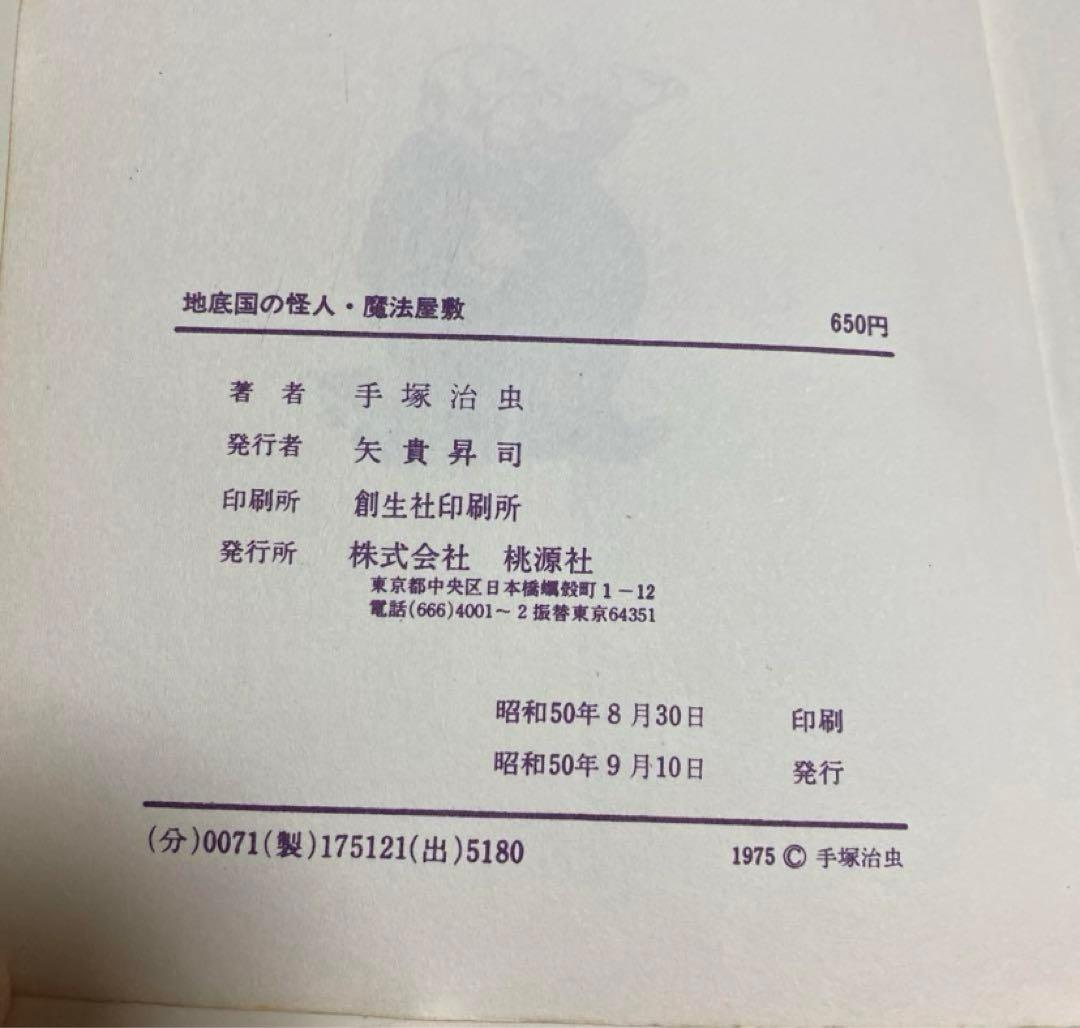 地底国の怪人・魔法屋敷 650円
著者 手塚治虫
発行者 矢貴昇司
印刷所 創生社印刷所
発行所 株式会社 桃源社
東京都中央区日本橋蠣殻町1-12
電話(666)4001~2振替東京64351
昭和50年8月30日 印刷
昭和50年9月10日 発行
(分)0071(製)175121(出)5180 1975 © 手塚治虫